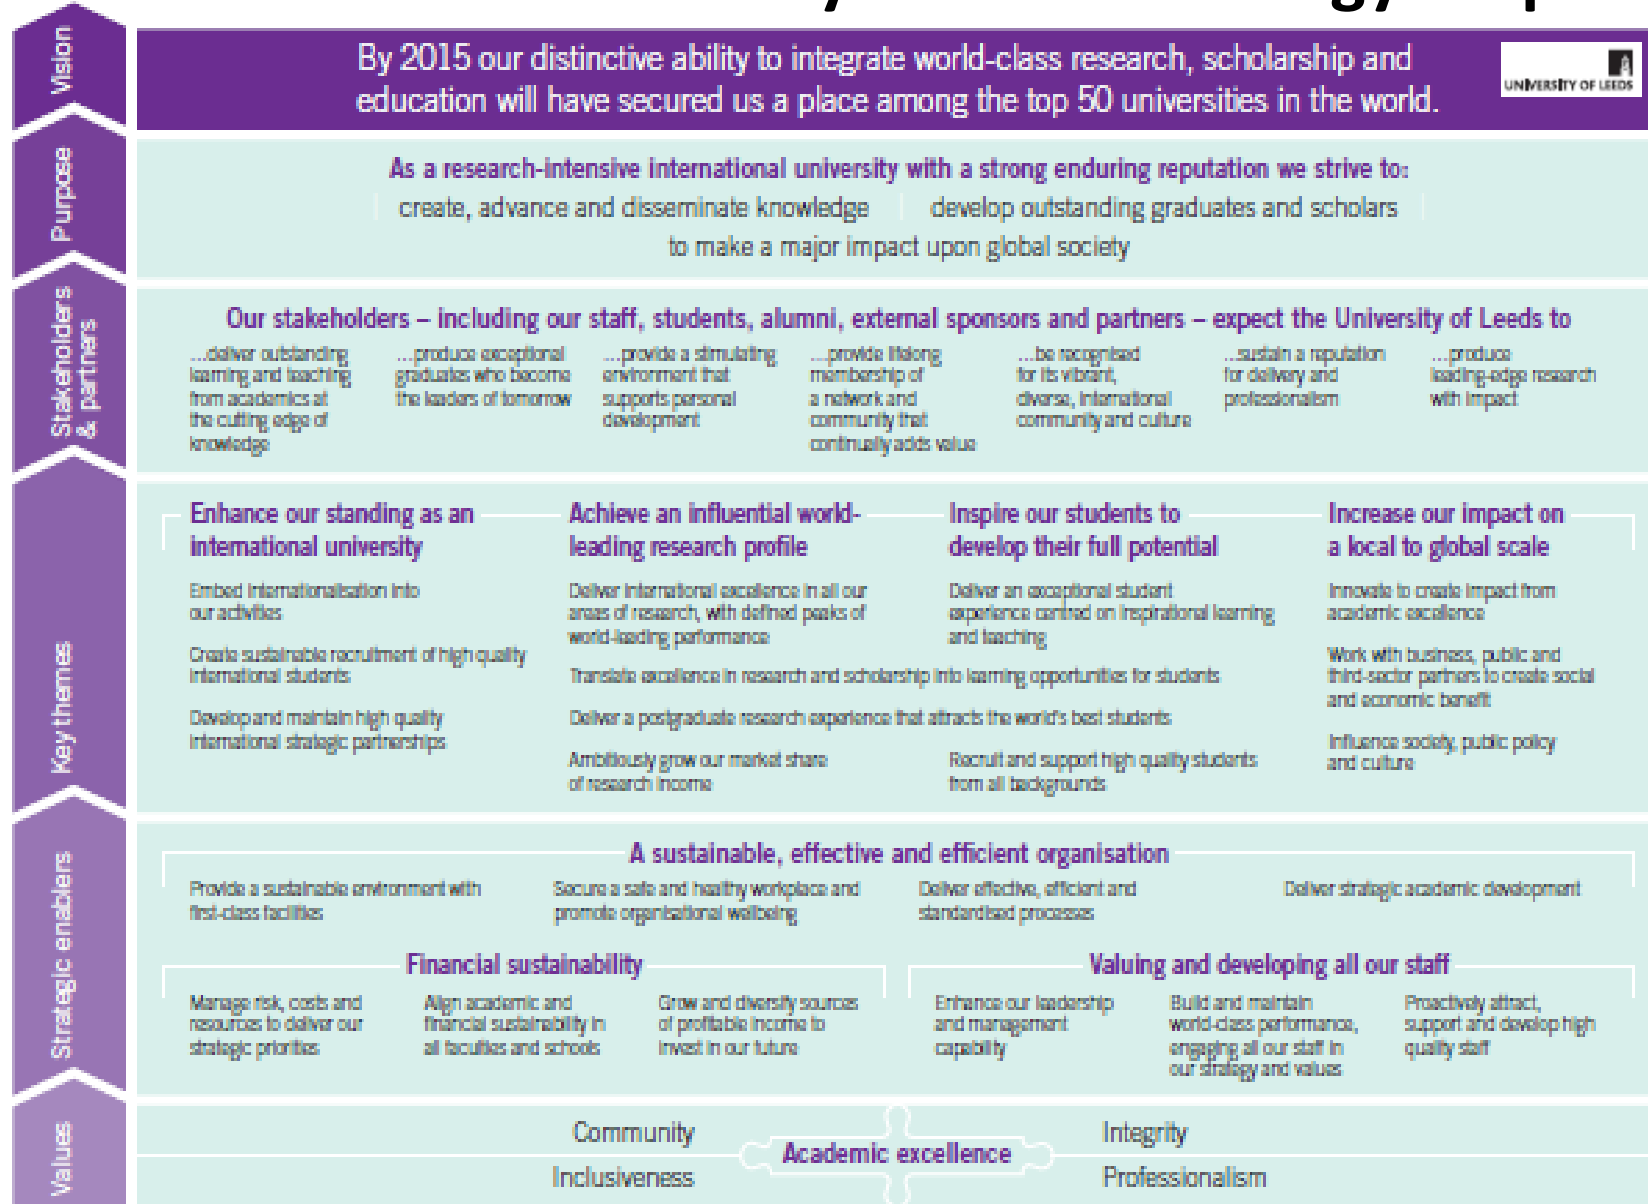 Vision
By 2015 our distinctive ability to integrate world-class research, scholarship and
education will have secured us a place among the top 50 universities in the world.
UNIVERSITY OF LEEDS
Purpose
As a research-intensive international university with a strong enduring reputation we strive to:
create, advance and disseminate knowledge
develop outstanding graduates and scholars
to make a major impact upon global society
Stakeholders
& partners
Our stakeholders – including our staff, students, alumni, external sponsors and partners – expect the University of Leeds to
...deliver outstanding
learning and teaching
from academics at
the cutting edge of
knowledge
...produce exceptional
graduates who become
the leaders of tomorrow
...provide a stimulating
environment that
supports personal
development
...provide lifelong
membership of
a network and
community that
continually adds value
...be recognised
for its vibrant,
diverse, international
community and culture
...sustain a reputation
for delivery and
professionalism
...produce
leading-edge research
with impact
Key themes
Enhance our standing as an
international university
Embed internationalisation into
our activities
Create sustainable recruitment of high quality
international students
Develop and maintain high quality
international strategic partnerships
Achieve an influential world-
leading research profile
Deliver international excellence in all our
areas of research, with defined peaks of
world-leading performance
Translate excellence in research and scholarship into learning opportunities for students
Deliver a postgraduate research experience that attracts the world's best students
Ambitiously grow our market share
of research income
Inspire our students to
develop their full potential
Deliver an exceptional student
experience centred on inspirational learning
and teaching
Recruit and support high quality students
from all backgrounds
Increase our impact on
a local to global scale
Innovate to create impact from
academic excellence
Work with business, public and
third-sector partners to create social
and economic benefit
Influence society, public policy
and culture
Strategic enablers
A sustainable, effective and efficient organisation
Provide a sustainable environment with
first-class facilities
Secure a safe and healthy workplace and
promote organisational wellbeing
Deliver effective, efficient and
standardised processes
Deliver strategic academic development
Financial sustainability
Manage risk, costs and
resources to deliver our
strategic priorities
Align academic and
financial sustainability in
all faculties and schools
Grow and diversify sources
of profitable income to
invest in our future
Valuing and developing all our staff
Enhance our leadership
and management
capability
Build and maintain
world-class performance,
engaging all our staff in
our strategy and values
Proactively attract,
support and develop high
quality staff
Values
Community
Inclusiveness
Academic excellence
Integrity
Professionalism